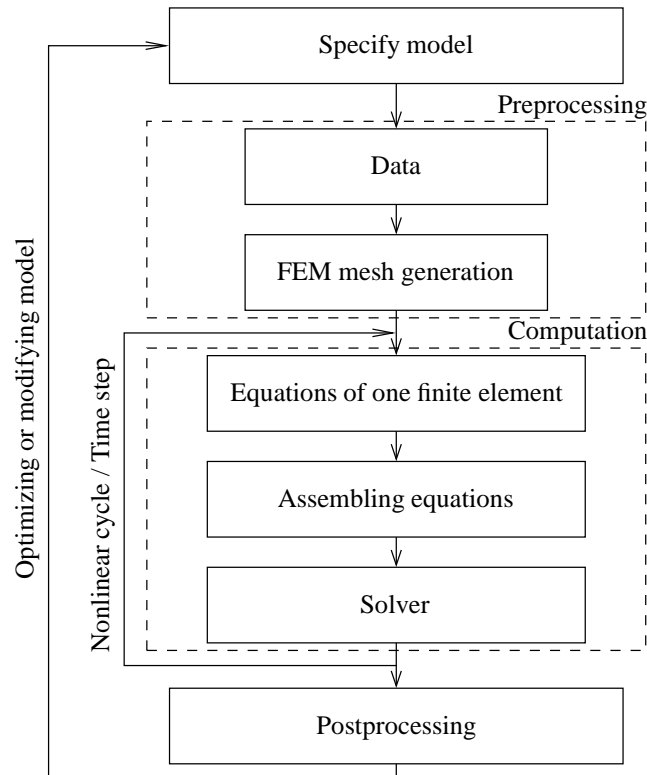 Specify model
Preprocessing
Data
FEM mesh generation
Computation
Equations of one finite element
Assembling equations
Solver
Postprocessing
Nonlinear cycle / Time step
Optimizing or modifying model